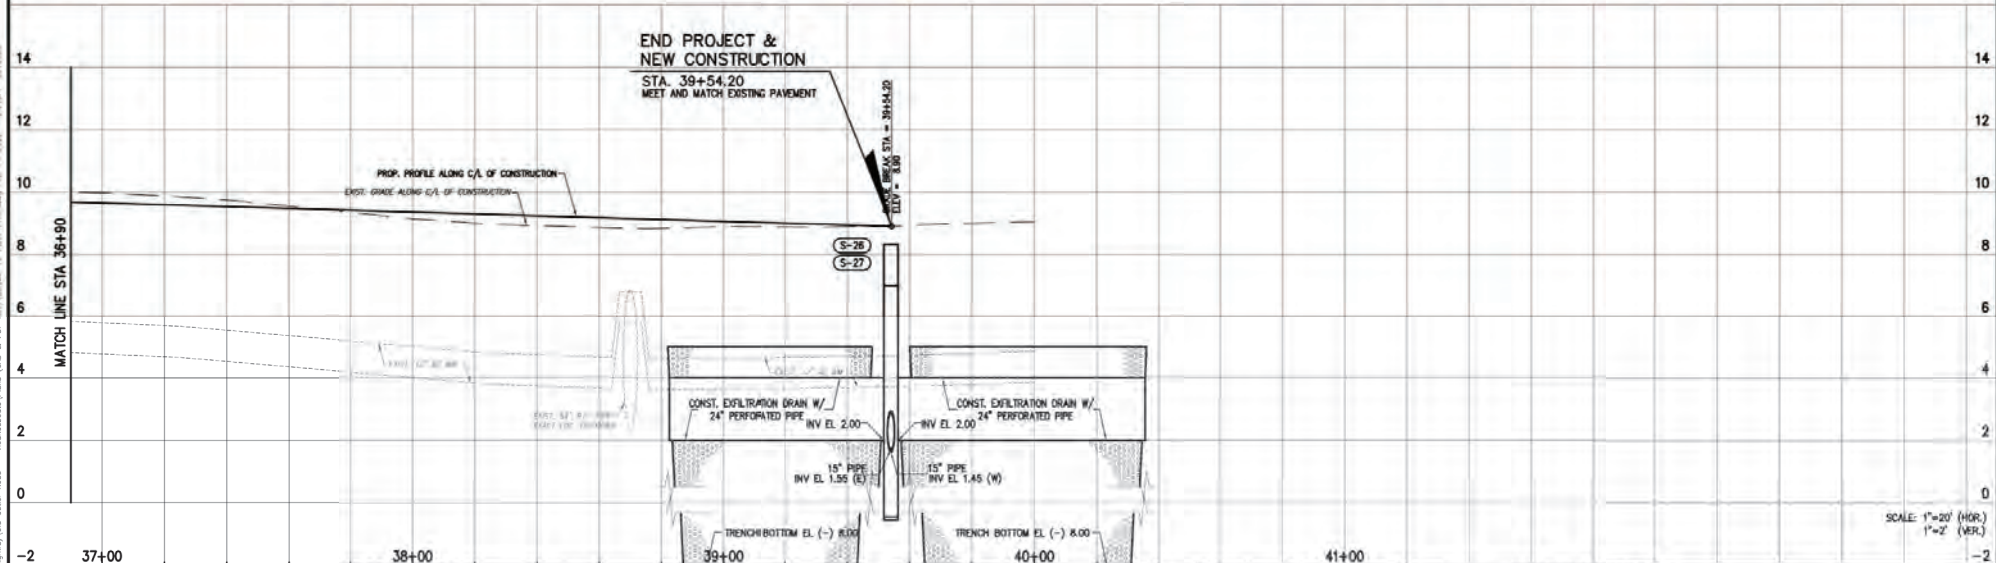 END PROJECT &
NEW CONSTRUCTION
STA. 39+54.20
MEET AND MATCH EXISTING PAVEMENT
14
14
12
12
10
10
8
8
6
6
4
4
2
2
0
0
-2
-2
BREAK STA = 39+54.20
ELEV = 8.90
PROP. PROFILE ALONG C/L OF CONSTRUCTION
EXIST. GRADE ALONG C/L OF CONSTRUCTION
MATCH LINE STA 36+90
S-26
S-27
CONST. EXFILTRATION DRAIN W/
24" PERFORATED PIPE
INV EL 2.00
CONST. EXFILTRATION DRAIN W/
24" PERFORATED PIPE
INV EL 2.00
15" PIPE
INV EL 1.55 (E)
15" PIPE
INV EL 1.45 (W)
TRENCH BOTTOM EL (-) 8.00
TRENCH BOTTOM EL (-) 8.00
SCALE: 1"=20' (HOR.)
1"=2' (VER.)
37+00
38+00
39+00
40+00
41+00